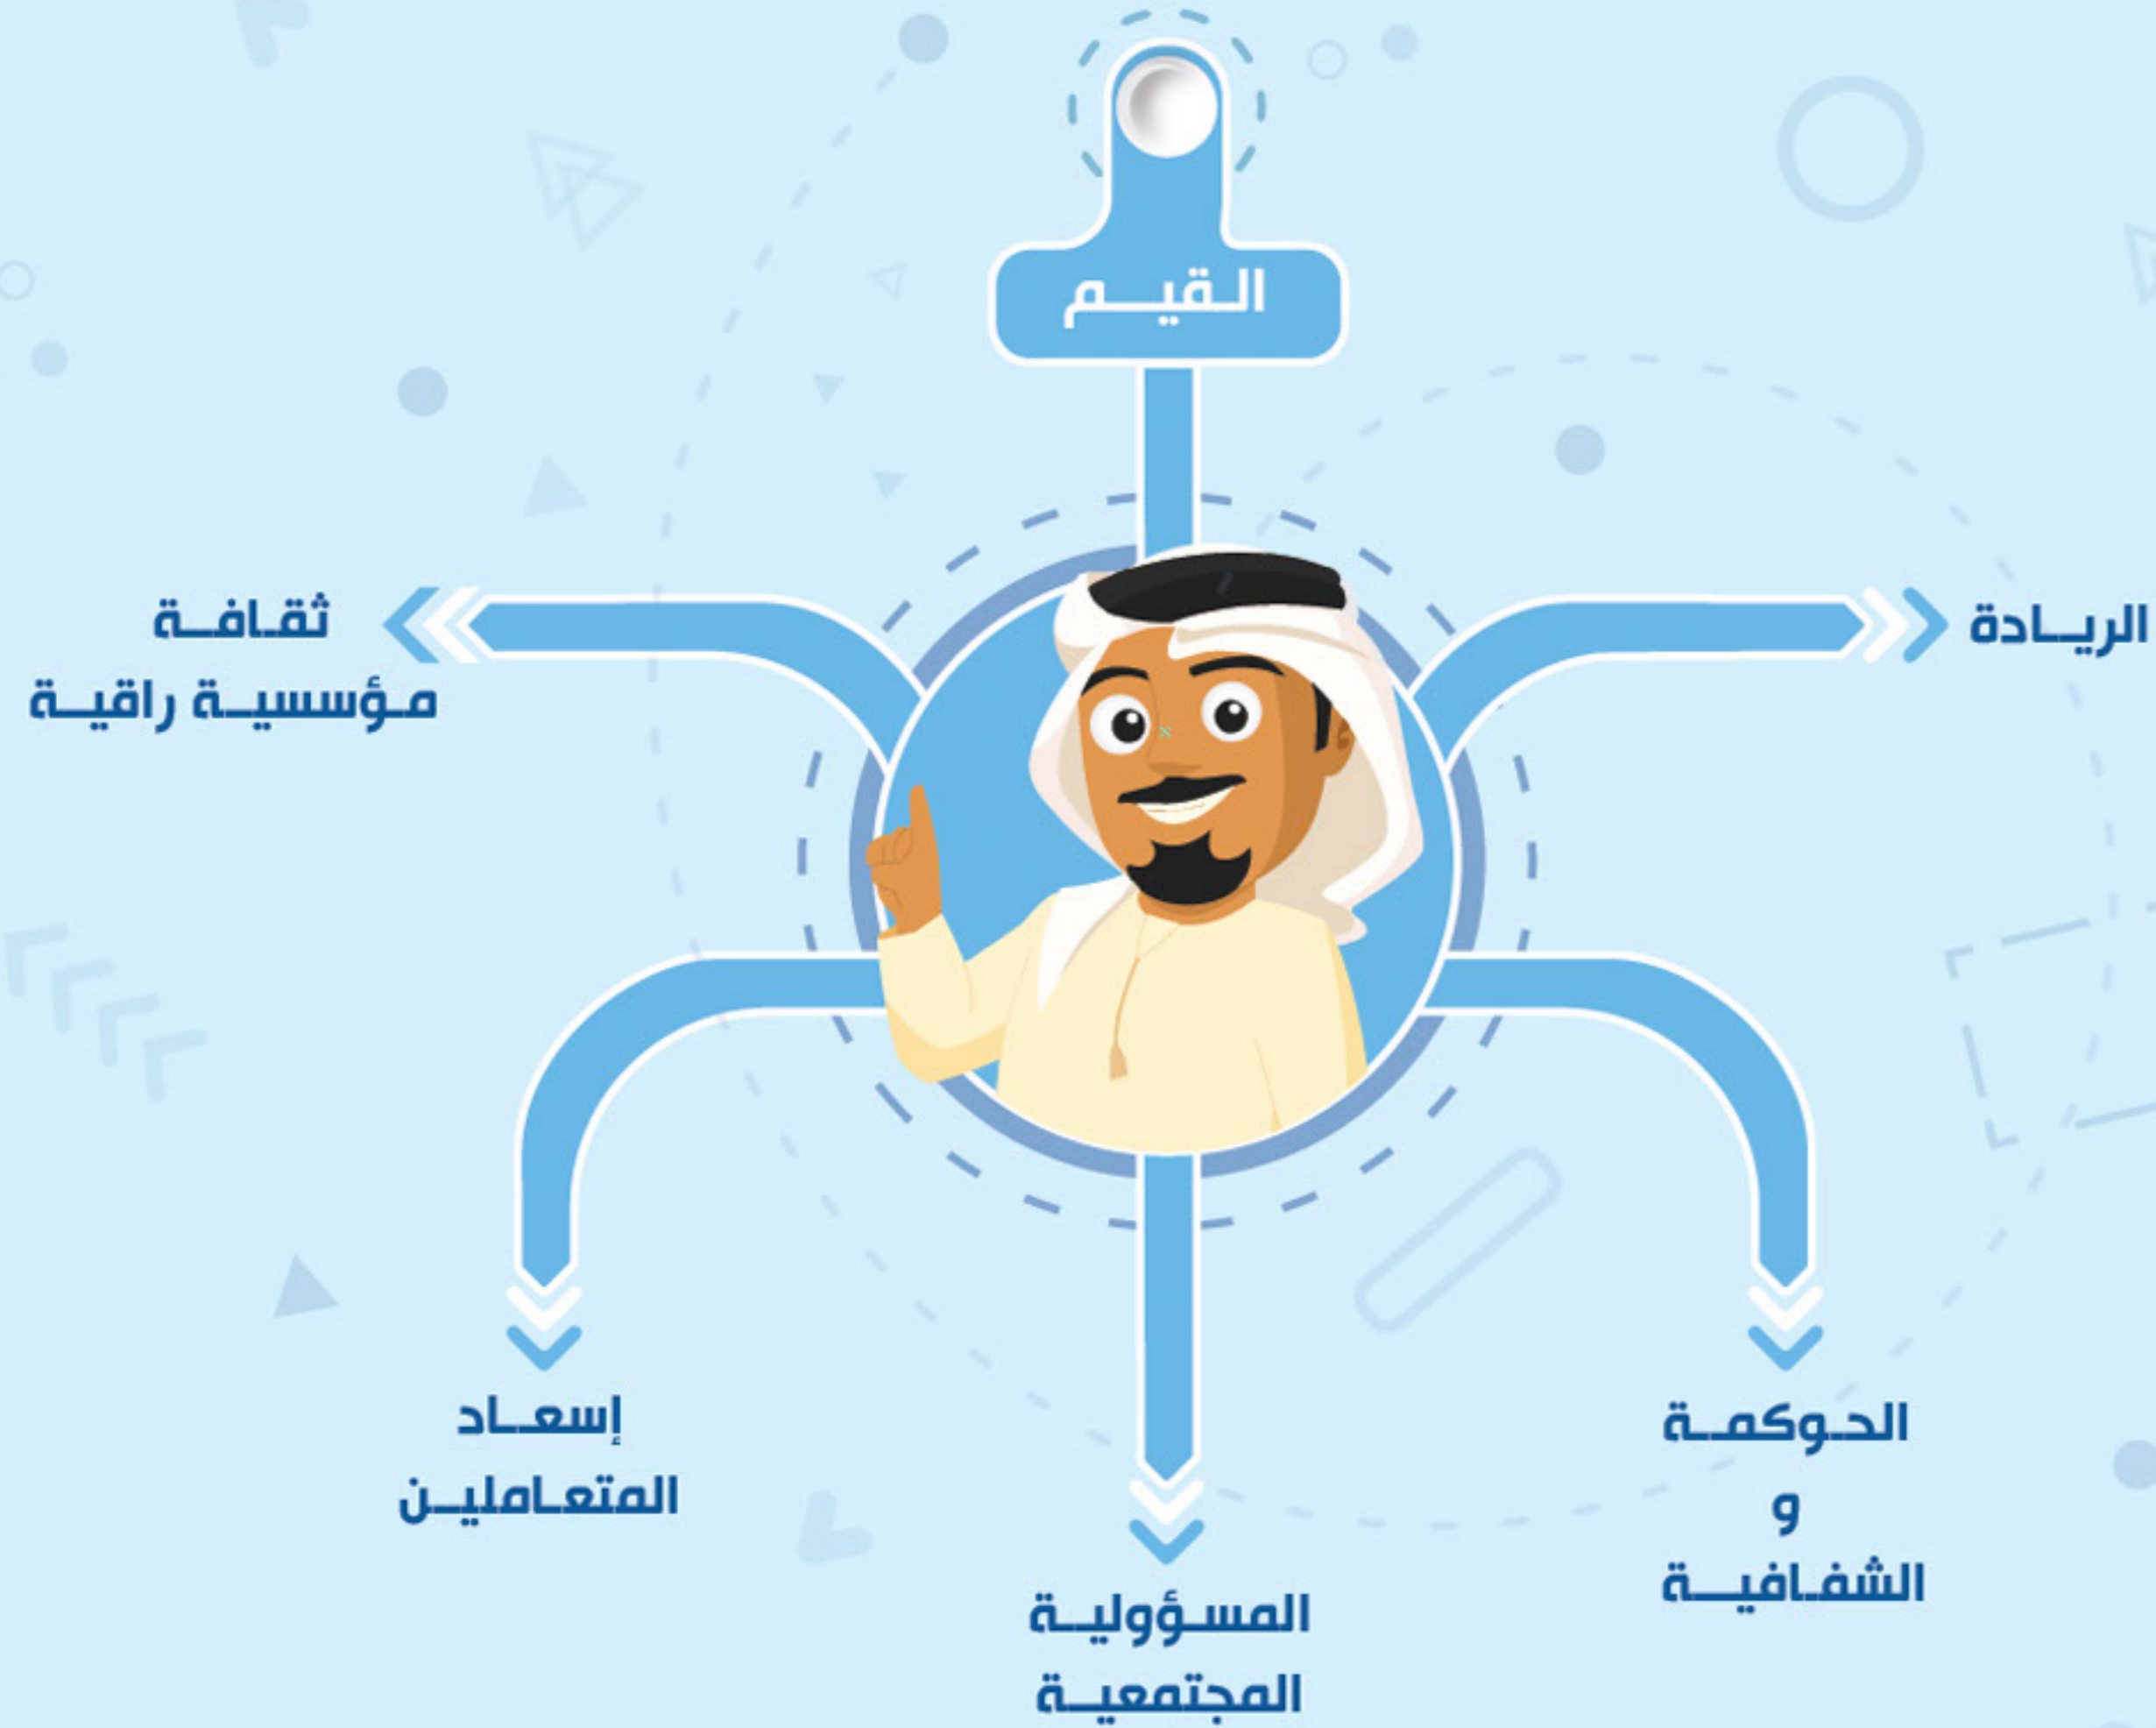 القيم
الريادة
ثقافة
مؤسسية راقية
الحوكمة
و
الشفافية
المسؤولية
المجتمعية
إسعاد
المتعاملين